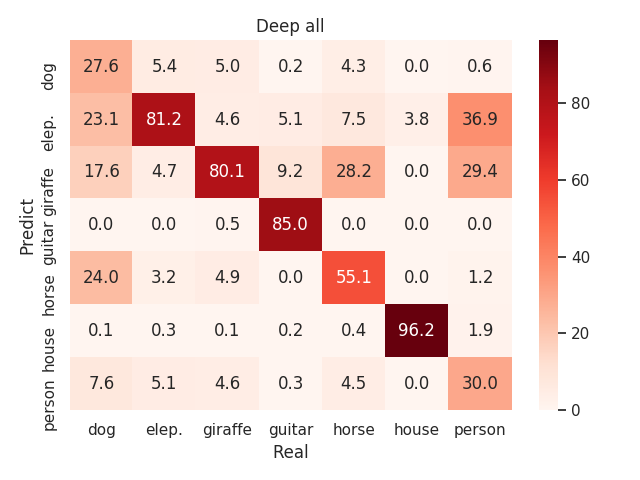 Deep all
dog 27.6 5.4 5.0 0.2 4.3 0.0 0.6
elep. 23.1 81.2 4.6 5.1 7.5 3.8 36.9
giraffe 17.6 4.7 80.1 9.2 28.2 0.0 29.4
guitar 0.0 0.0 0.5 85.0 0.0 0.0 0.0
horse 24.0 3.2 4.9 0.0 55.1 0.0 1.2
house 0.1 0.3 0.1 0.2 0.4 96.2 1.9
person 7.6 5.1 4.6 0.3 4.5 0.0 30.0
Predict
dog elep. giraffe guitar horse house person
Real
80
60
40
20
0